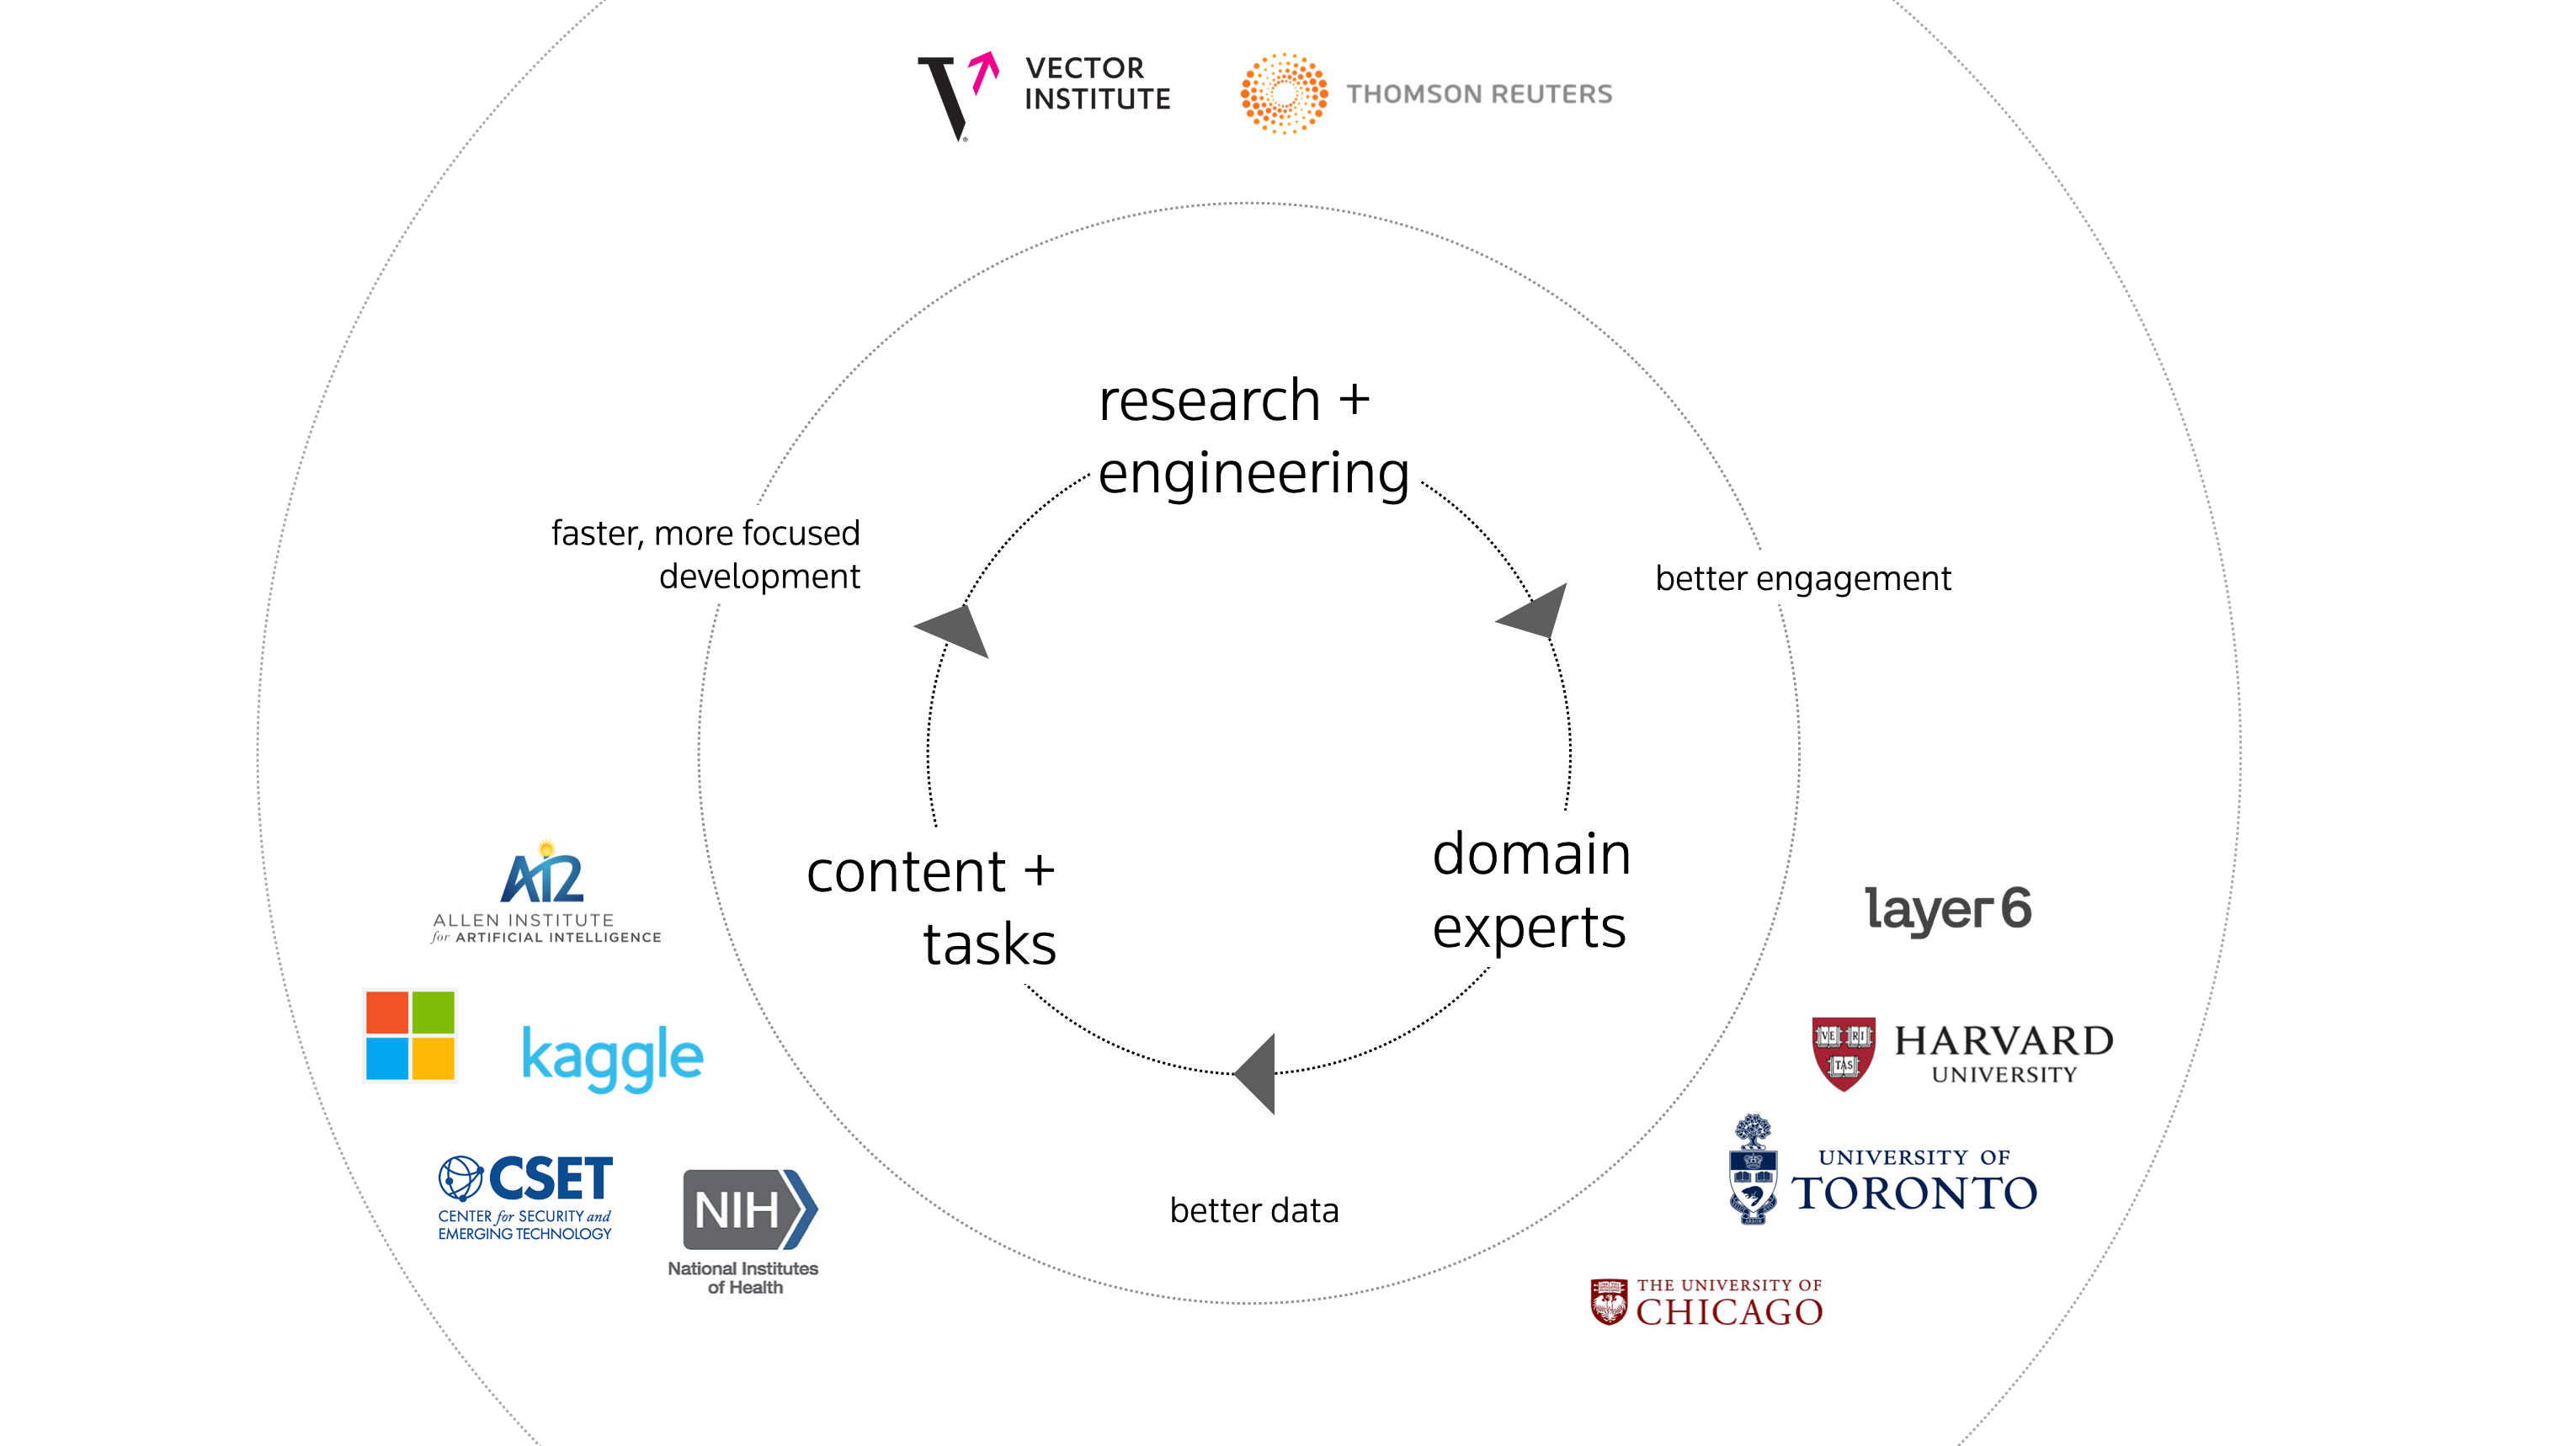 VECTOR
INSTITUTE
THOMSON REUTERS
research +
engineering
faster, more focused
development
better engagement
content +
tasks
domain
experts
better data
AI2
ALLEN INSTITUTE
for ARTIFICIAL INTELLIGENCE
kaggle
CSET
CENTER for SECURITY and
EMERGING TECHNOLOGY
NIH
National Institutes
of Health
layer 6
VE RI
TAS
HARVARD
UNIVERSITY
UNIVERSITY OF
TORONTO
THE UNIVERSITY OF
CHICAGO